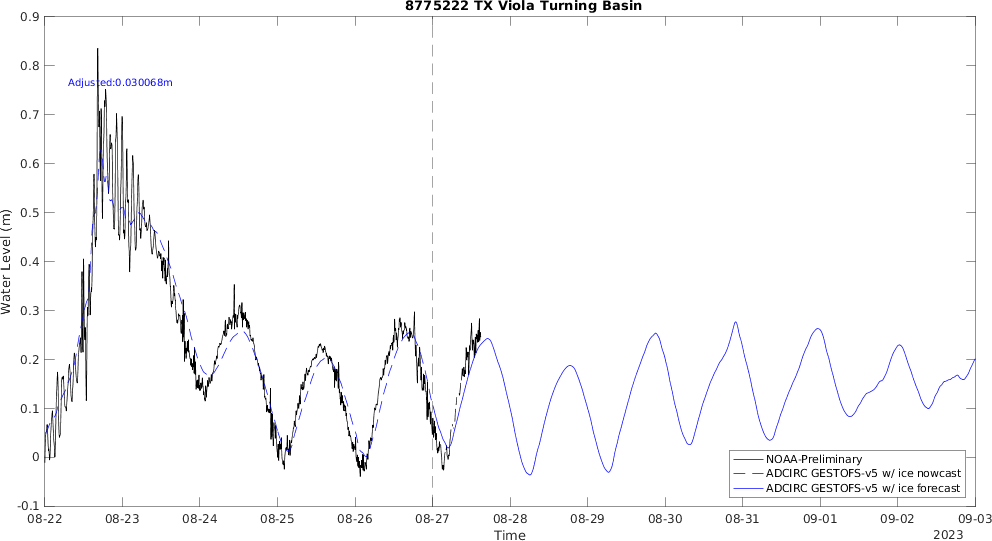 8775222 TX Viola Turning Basin
Adjusted:0.030068m
Water Level (m)
0.9
0.8
0.7
0.6
0.5
0.4
0.3
0.2
0.1
0
-0.1
08-22 08-23 08-24 08-25 08-26 08-27 08-28 08-29 08-30 08-31 09-01 09-02 09-03
Time
2023
NOAA-Preliminary
ADCIRC GESTOFS-v5 w/ ice nowcast
ADCIRC GESTOFS-v5 w/ ice forecast